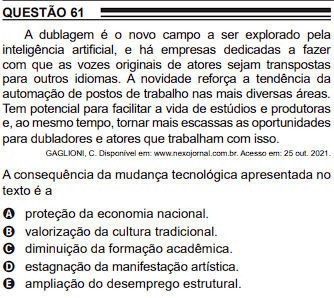 QUESTÃO 61
A dublagem é o novo campo a ser explorado pela
inteligência artificial, e há empresas dedicadas a fazer
com que as vozes originais de atores sejam transpostas
para outros idiomas. A novidade reforça a tendência da
automação de postos de trabalho nas mais diversas áreas.
Tem potencial para facilitar a vida de estúdios e produtoras
e, ao mesmo tempo, tornar mais escassas as oportunidades
para dubladores e atores que trabalham com isso.
GAGLIONI, C. Disponível em: www.nexojornal.com.br. Acesso em: 25 out. 2021.
A consequência da mudança tecnológica apresentada no
texto é a
A proteção da economia nacional.
B valorização da cultura tradicional.
C diminuição da formação acadêmica.
D estagnação da manifestação artística.
E ampliação do desemprego estrutural.